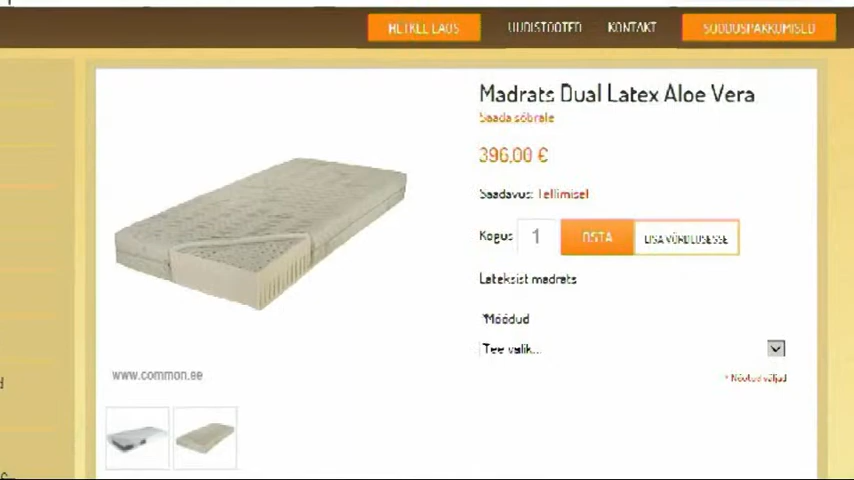 HETKEL LAOS UUDISTOOTED KONTAKT SOODUSPAKKUMISED
Madrats Dual Latex Aloe Vera
Saada sõbrale
396,00 €
Saadavus: Tellimisel
Kogus 1 OSTA LISA VÕRDLUSESSE
Lateksist madrats
*Mõõdud
Tee valik...
www.common.ee
* Nõutud väljad